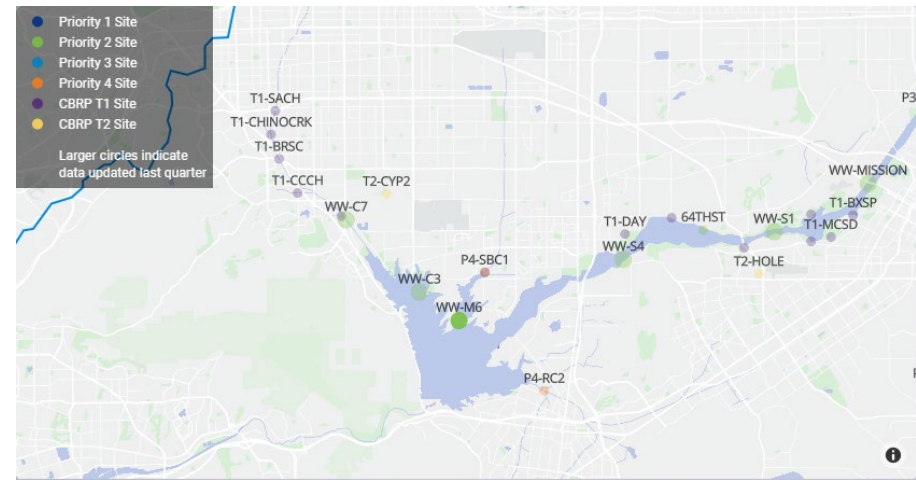 Priority 1 Site
Priority 2 Site
Priority 3 Site
Priority 4 Site
CBRP T1 Site
CBRP T2 Site
Larger circles indicate
data updated last quarter
T1-SACH
P3
T1-CHINOCRK
T1-BRSC
WW-MISSION
T1-CCCH
T2-CYP2
WW-C7
T1-BXSP
64THST
WW-S1
T1-DAY
T1-MCSD
WW-S4
P4-SBC1
T2-HOLE
WW-C3
WW-M6
P4-RC2